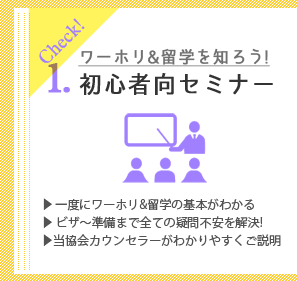 Check!
ワーホリ&留学を知ろう!
1. 初心者向セミナー
▶一度にワーホリ&留学の基本がわかる
▶ビザ～準備まで全ての疑問不安を解決!
▶当協会カウンセラーがわかりやすくご説明